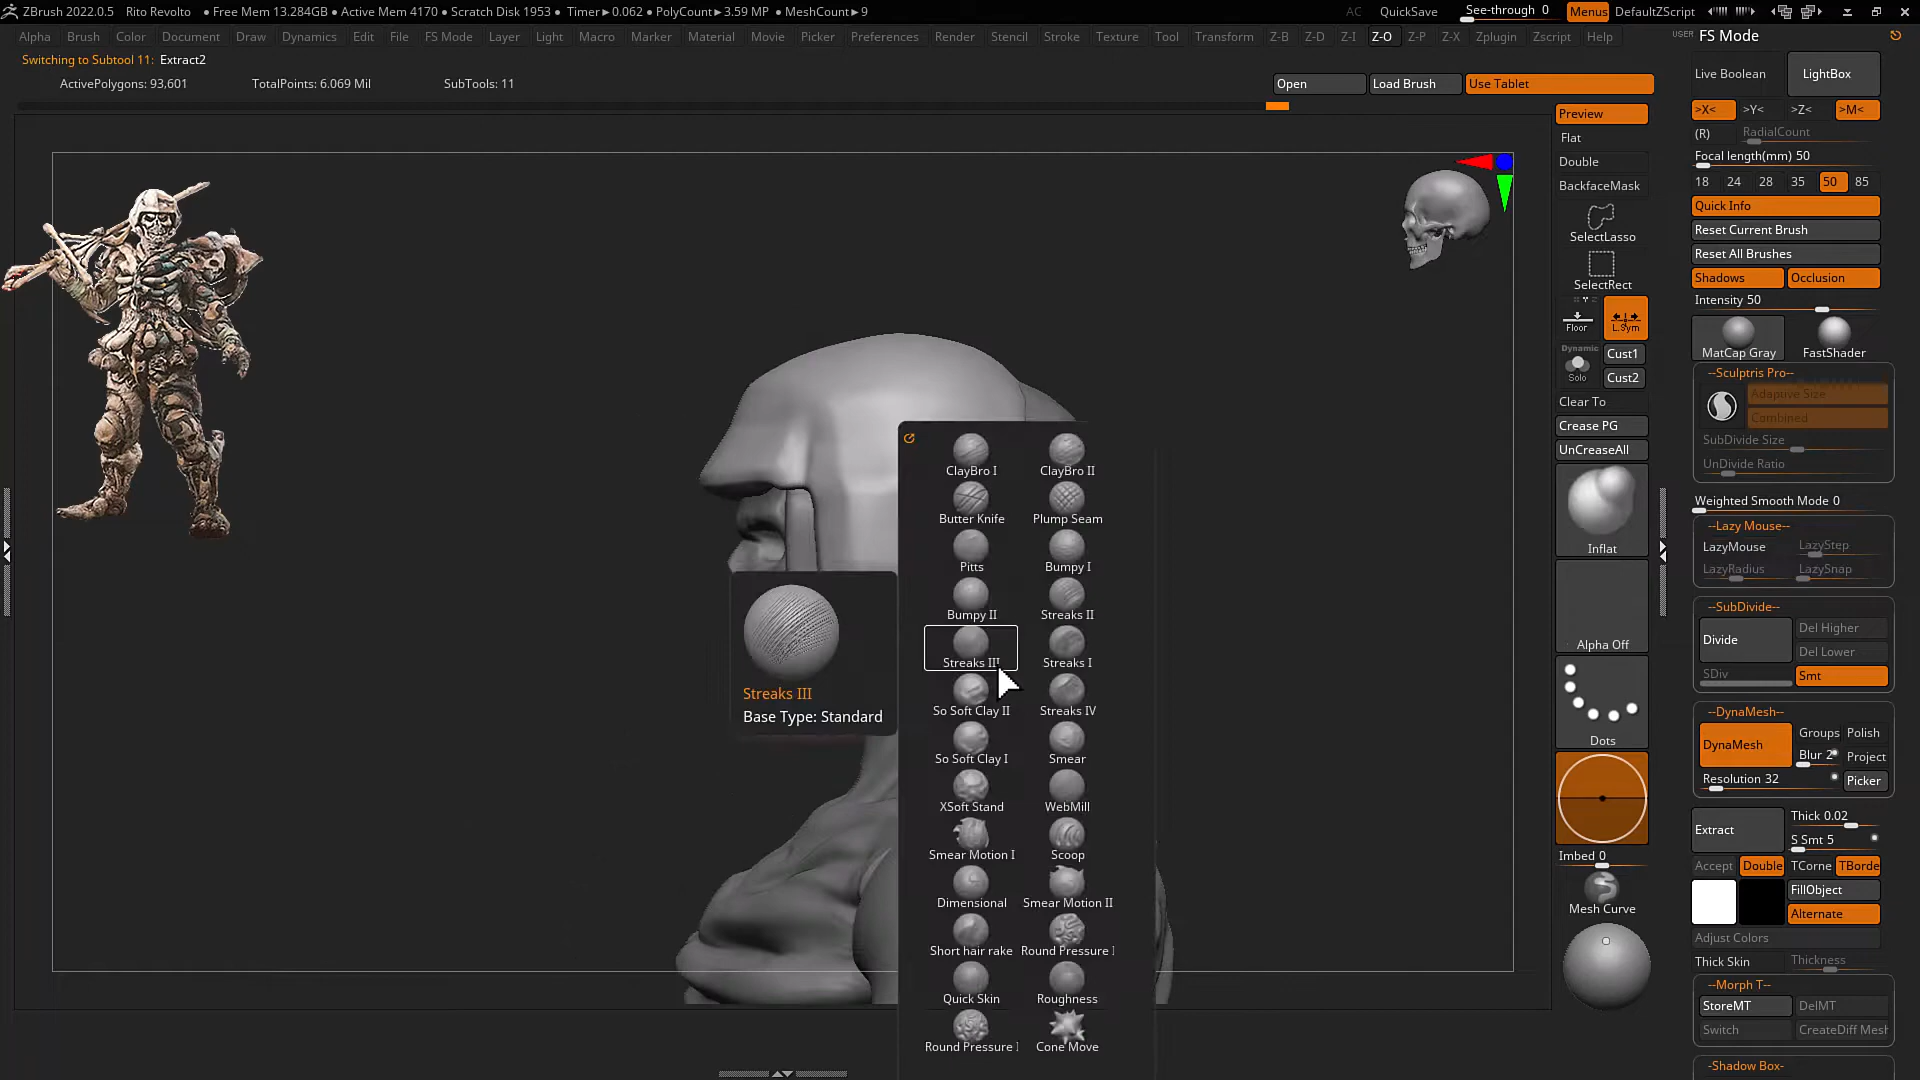 ZBrush 2022.0.5 Rito Revolto • Free Mem 13.284GB • Active Mem 4170 • Scratch Disk 1953 • Timer▸0.062 • PolyCount▸3.59 MP • MeshCount▸9 AC QuickSave See-through 0 Menus DefaultZScript
Alpha Brush Color Document Draw Dynamics Edit File FS Mode Layer Light Macro Marker Material Movie Picker Preferences Render Stencil Stroke Texture Tool Transform Z-B Z-D Z-I Z-O Z-P Z-X Zplugin Zscript Help USER FS Mode
Switching to Subtool 11: Extract2
ActivePolygons: 93,601 TotalPoints: 6.069 Mil SubTools: 11
Open Load Brush Use Tablet
Preview
Flat
Double
BackfaceMask
SelectLasso
SelectRect
Floor L.Sym
Dynamic
Solo
Cust1
Cust2
Clear To
Crease PG
UnCreaseAll
Inflat
Alpha Off
Dots
Imbed 0
Mesh Curve
Live Boolean LightBox
>X< >Y< >Z< >M<
(R) RadialCount
Focal length(mm) 50
18 24 28 35 50 85
Quick Info
Reset Current Brush
Reset All Brushes
Shadows Occlusion
Intensity 50
MatCap Gray FastShader
--Sculptris Pro--
Adaptive Size
Combined
SubDivide Size
UnDivide Ratio
Weighted Smooth Mode 0
--Lazy Mouse--
LazyMouse LazyStep
LazyRadius LazySnap
--SubDivide--
Divide Del Higher
Del Lower
SDiv Smt
--DynaMesh--
DynaMesh Groups Polish
Blur 2 Project
Resolution 32 Picker
Extract Thick 0.02
S Smt 5
Accept Double TCorne TBorde
FillObject
Alternate
Adjust Colors
Thick Skin Thickness
--Morph T--
StoreMT DelMT
Switch CreateDiff Mesh
--Shadow Box-
ClayBro I ClayBro II
Butter Knife Plump Seam
Pitts Bumpy I
Bumpy II Streaks II
Streaks III Streaks I
So Soft Clay II Streaks IV
So Soft Clay I Smear
XSoft Stand WebMill
Smear Motion I Scoop
Dimensional Smear Motion II
Short hair rake Round Pressure I
Quick Skin Roughness
Round Pressure I Cone Move
Streaks III
Base Type: Standard